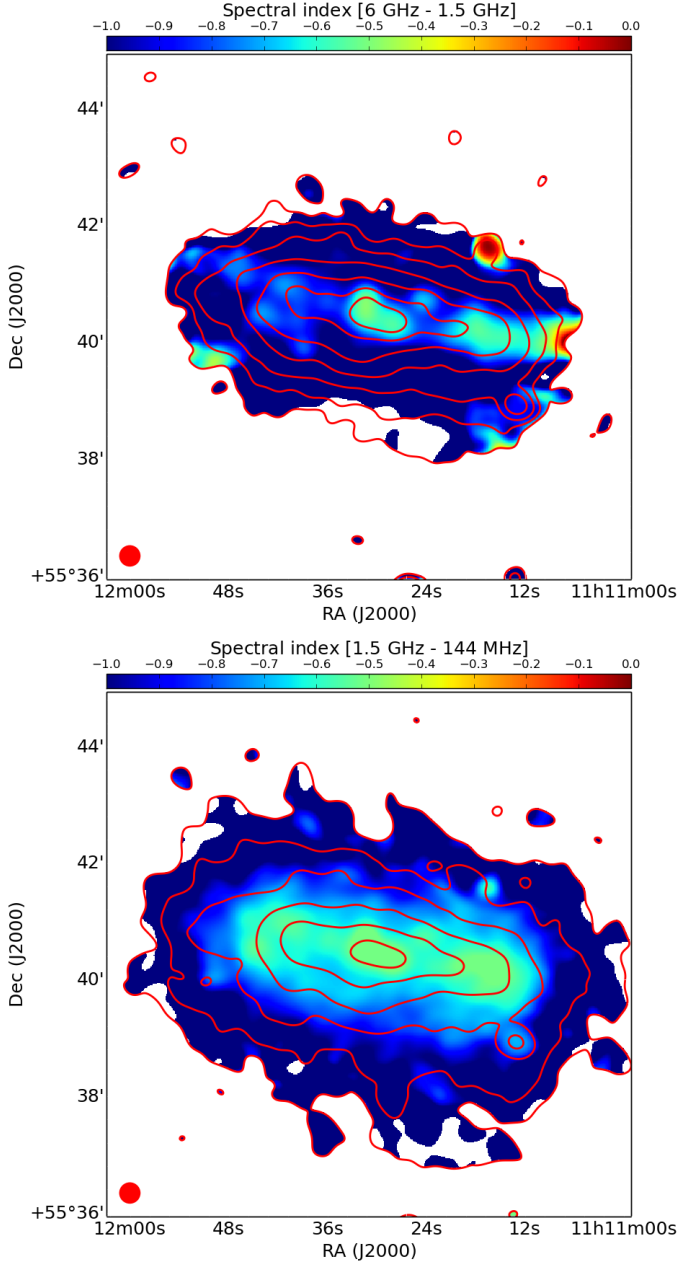 Spectral index [6 GHz - 1.5 GHz]
−1.0 −0.9 −0.8 −0.7 −0.6 −0.5 −0.4 −0.3 −0.2 −0.1 0.0
44'
42'
Dec (J2000)
40'
38'
+55°36'
12m00s 48s 36s 24s 12s 11h11m00s
RA (J2000)
Spectral index [1.5 GHz - 144 MHz]
−1.0 −0.9 −0.8 −0.7 −0.6 −0.5 −0.4 −0.3 −0.2 −0.1 0.0
44'
42'
Dec (J2000)
40'
38'
+55°36'
12m00s 48s 36s 24s 12s 11h11m00s
RA (J2000)